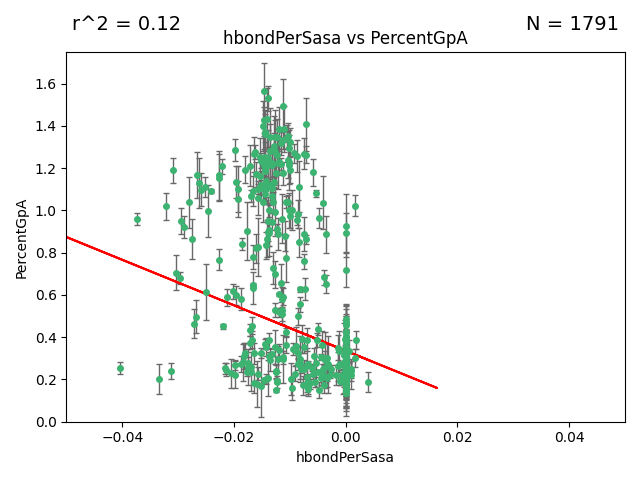 r^2 = 0.12
N = 1791
hbondPerSasa vs PercentGpA
PercentGpA
1.6
1.4
1.2
1.0
0.8
0.6
0.4
0.2
0.0
−0.04
−0.02
0.00
0.02
0.04
hbondPerSasa